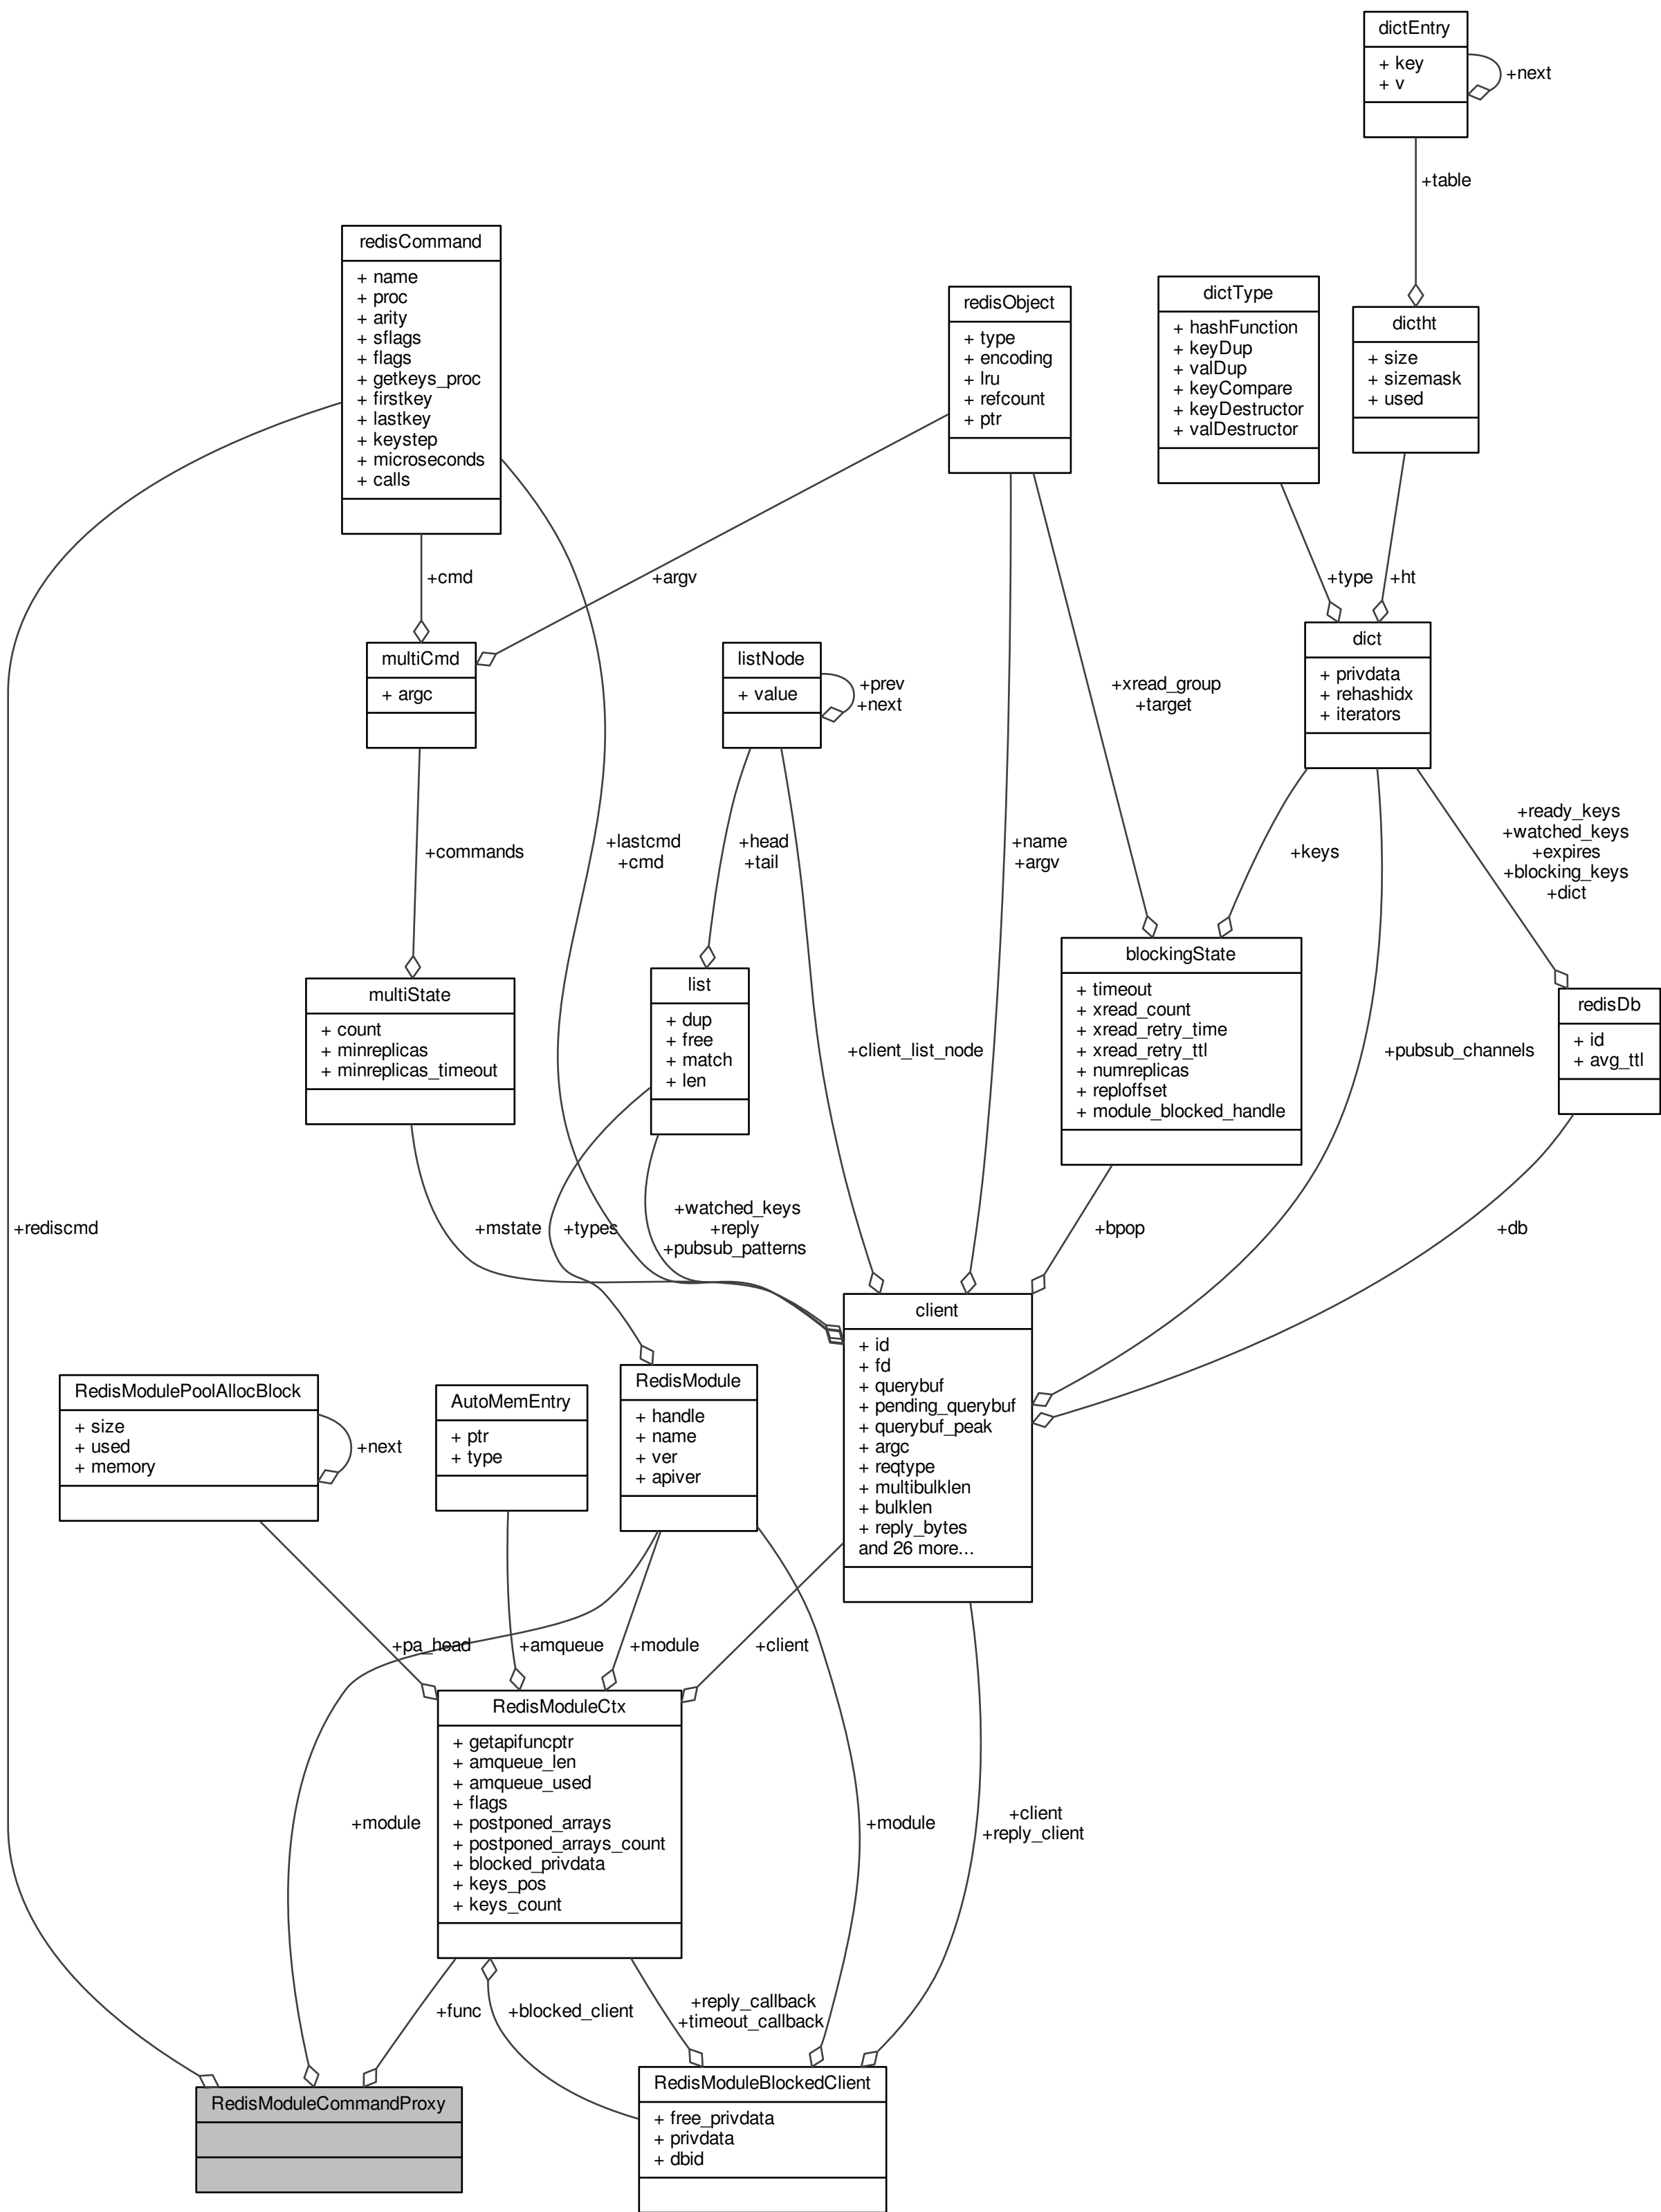 dictEntry
+ key
+ v
+next
+table
redisCommand
+ name
+ proc
+ arity
+ sflags
+ flags
+ getkeys_proc
+ firstkey
+ lastkey
+ keystep
+ microseconds
+ calls
redisObject
+ type
+ encoding
+ lru
+ refcount
+ ptr
dictType
+ hashFunction
+ keyDup
+ valDup
+ keyCompare
+ keyDestructor
+ valDestructor
dictht
+ size
+ sizemask
+ used
+cmd
+argv
+type
+ht
multiCmd
+ argc
listNode
+ value
+prev
+next
+xread_group
+target
dict
+ privdata
+ rehashidx
+ iterators
+commands
+lastcmd
+cmd
+head
+tail
+name
+argv
+keys
+ready_keys
+watched_keys
+expires
+blocking_keys
+dict
multiState
+ count
+ minreplicas
+ minreplicas_timeout
list
+ dup
+ free
+ match
+ len
+client_list_node
blockingState
+ timeout
+ xread_count
+ xread_retry_time
+ xread_retry_ttl
+ numreplicas
+ reploffset
+ module_blocked_handle
+pubsub_channels
redisDb
+ id
+ avg_ttl
+rediscmd
+mstate
+types
+watched_keys
+reply
+pubsub_patterns
+bpop
+db
RedisModulePoolAllocBlock
+ size
+ used
+ memory
+next
AutoMemEntry
+ ptr
+ type
RedisModule
+ handle
+ name
+ ver
+ apiver
client
+ id
+ fd
+ querybuf
+ pending_querybuf
+ querybuf_peak
+ argc
+ reqtype
+ multibulklen
+ bulklen
+ reply_bytes
and 26 more...
+pa_head
+amqueue
+module
+client
RedisModuleCtx
+ getapifuncptr
+ amqueue_len
+ amqueue_used
+ flags
+ postponed_arrays
+ postponed_arrays_count
+ blocked_privdata
+ keys_pos
+ keys_count
+module
+module
+client
+reply_client
+func
+blocked_client
+reply_callback
+timeout_callback
RedisModuleCommandProxy
RedisModuleBlockedClient
+ free_privdata
+ privdata
+ dbid